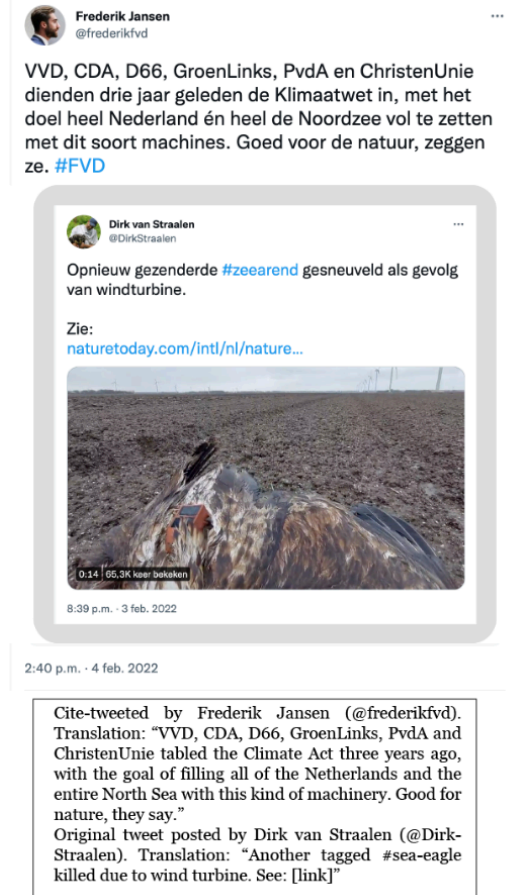 Frederik Jansen
@frederikfvd
VVD, CDA, D66, GroenLinks, PvdA en ChristenUnie
dienden drie jaar geleden de Klimaatwet in, met het
doel heel Nederland én heel de Noordzee vol te zetten
met dit soort machines. Goed voor de natuur, zeggen
ze. #FVD
Dirk van Straalen
@DirkStraalen
Opnieuw gezenderde #zeearend gesneuveld als gevolg
van windturbine.
Zie:
naturetoday.com/intl/nl/nature...
0:14 65,3K keer bekeken
8:39 p.m. · 3 feb. 2022
2:40 p.m. · 4 feb. 2022
Cite-tweeted by Frederik Jansen (@frederikfvd).
Translation: “VVD, CDA, D66, GroenLinks, PvdA and
ChristenUnie tabled the Climate Act three years ago,
with the goal of filling all of the Netherlands and the
entire North Sea with this kind of machinery. Good for
nature, they say.”
Original tweet posted by Dirk van Straalen (@Dirk-
Straalen). Translation: “Another tagged #sea-eagle
killed due to wind turbine. See: [link]”